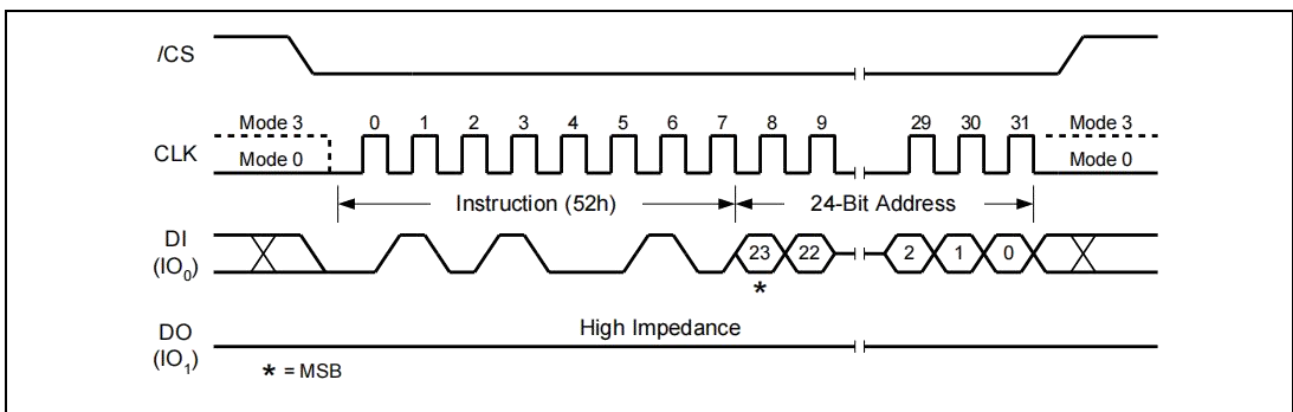 /CS
Mode 3 0 1 2 3 4 5 6 7 8 9 29 30 31 Mode 3
CLK Mode 0 Mode 0
Instruction (52h) 24-Bit Address
DI
(IO0) 23 22 2 1 0
*
DO High Impedance
(IO1)
* = MSB